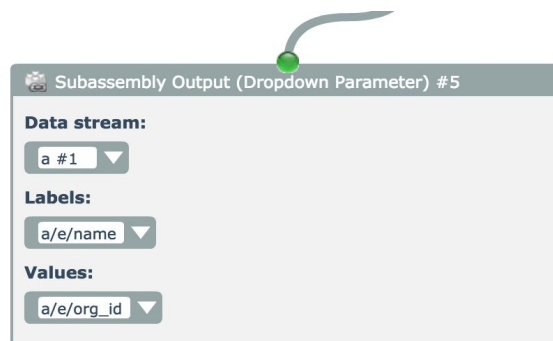 Subassembly Output (Dropdown Parameter) #5
Data stream:
a #1
Labels:
a/e/name
Values:
a/e/org_id